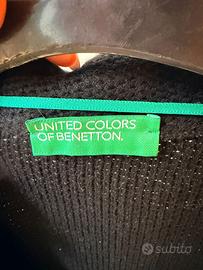 UNITED COLORS
OF BENETTON.
subito